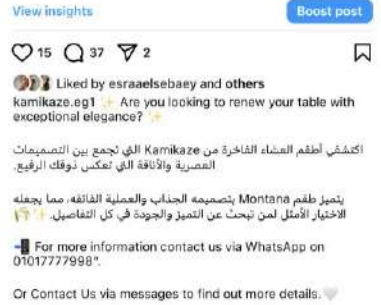 View insights
Boost post
15 37 2
Liked by esraaelsebaey and others
kamikaze.eg1 ✨ Are you looking to renew your table with
exceptional elegance? ✨
اكتشفي أطقم العشاء الفاخرة من Kamikaze التي تجمع بين التصميمات
العصرية والأناقة التي تعكس ذوقك الرفيع.
يتميز طقم Montana بتصميمه الجذاب والعملية الفائقة، مما يجعله
الاختيار الأمثل لمن تبحث عن التميز والجودة في كل التفاصيل. ✨🍽
📲 For more information contact us via WhatsApp on
01017777998".
Or Contact Us via messages to find out more details.🤍